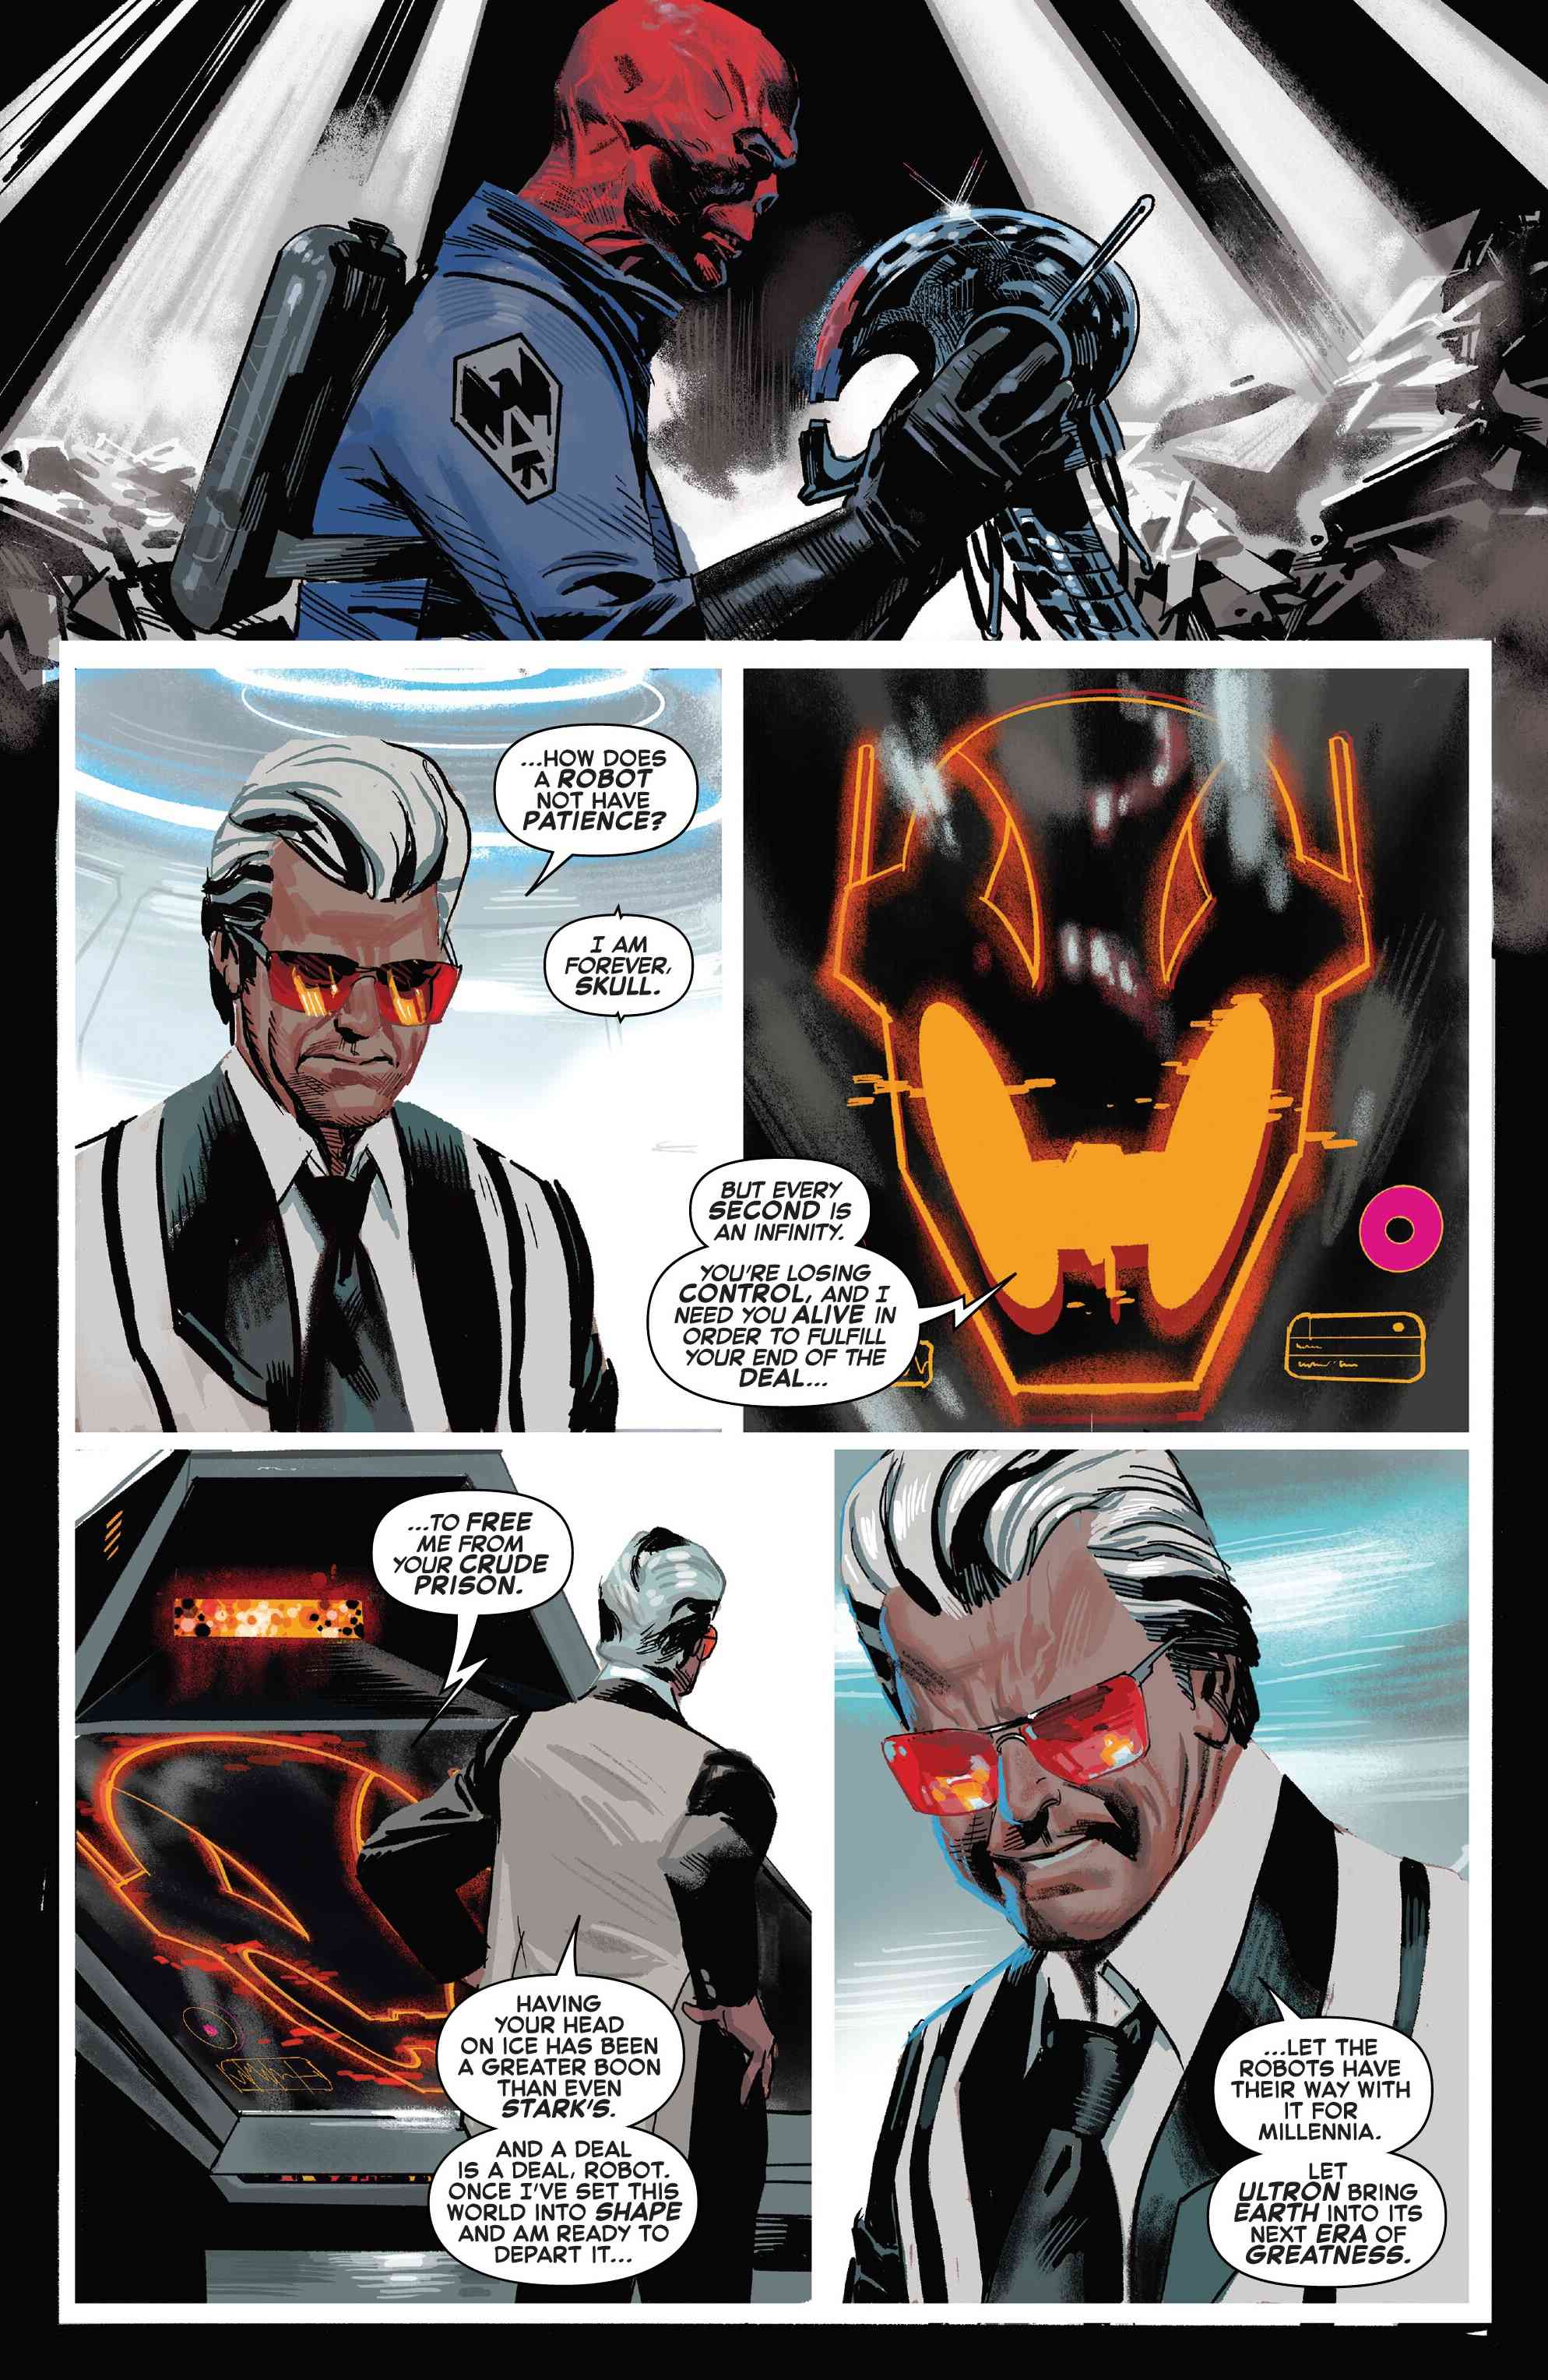 ...HOW DOES
A ROBOT
NOT HAVE
PATIENCE?
I AM
FOREVER,
SKULL.
BUT EVERY
SECOND IS
AN INFINITY.
YOU'RE LOSING
CONTROL, AND I
NEED YOU ALIVE IN
ORDER TO FULFILL
YOUR END OF THE
DEAL...
...TO FREE
ME FROM
YOUR CRUDE
PRISON.
HAVING
YOUR HEAD
ON ICE HAS BEEN
A GREATER BOON
THAN EVEN
STARK'S.
AND A DEAL
IS A DEAL, ROBOT.
ONCE I'VE SET THIS
WORLD INTO SHAPE
AND AM READY TO
DEPART IT...
...LET THE
ROBOTS HAVE
THEIR WAY WITH
IT FOR
MILLENNIA.
LET
ULTRON BRING
EARTH INTO ITS
NEXT ERA OF
GREATNESS.